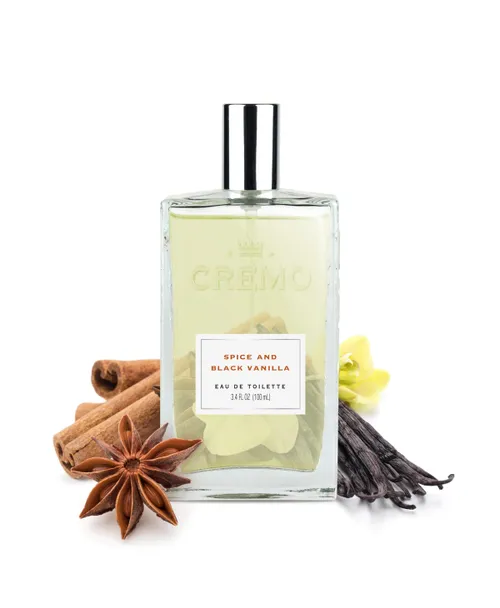 CREMO
SPICE AND
BLACK VANILLA
EAU DE TOILETTE
3.4 FL OZ (100 mL)